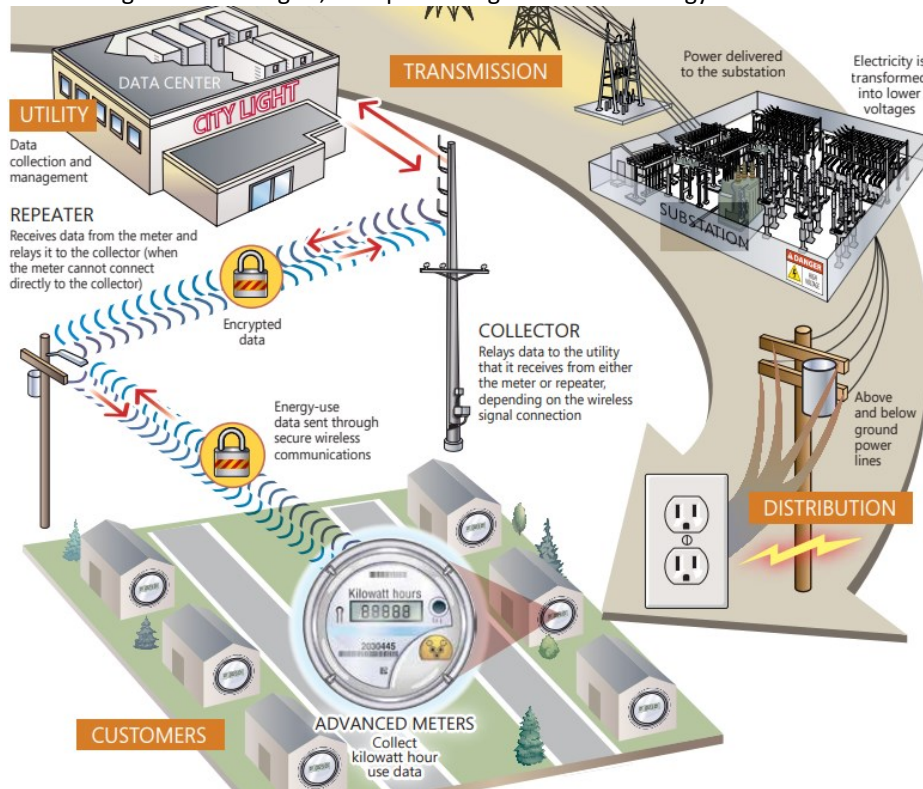 TRANSMISSION
Power delivered
to the substation
Electricity is
transformed
into lower
voltages
DATA CENTER
CITY LIGHT
UTILITY
Data
collection and
management
REPEATER
Receives data from the meter and
relays it to the collector (when
the meter cannot connect
directly to the collector)
Encrypted
data
SUBSTATION
DANGER
HIGH
VOLTAGE
COLLECTOR
Relays data to the utility
that it receives from either
the meter or repeater,
depending on the wireless
signal connection
Energy-use
data sent through
secure wireless
communications
Above
and below
ground
power
lines
DISTRIBUTION
Kilowatt hours
88888
2030445
ADVANCED METERS
Collect
kilowatt hour
use data
CUSTOMERS